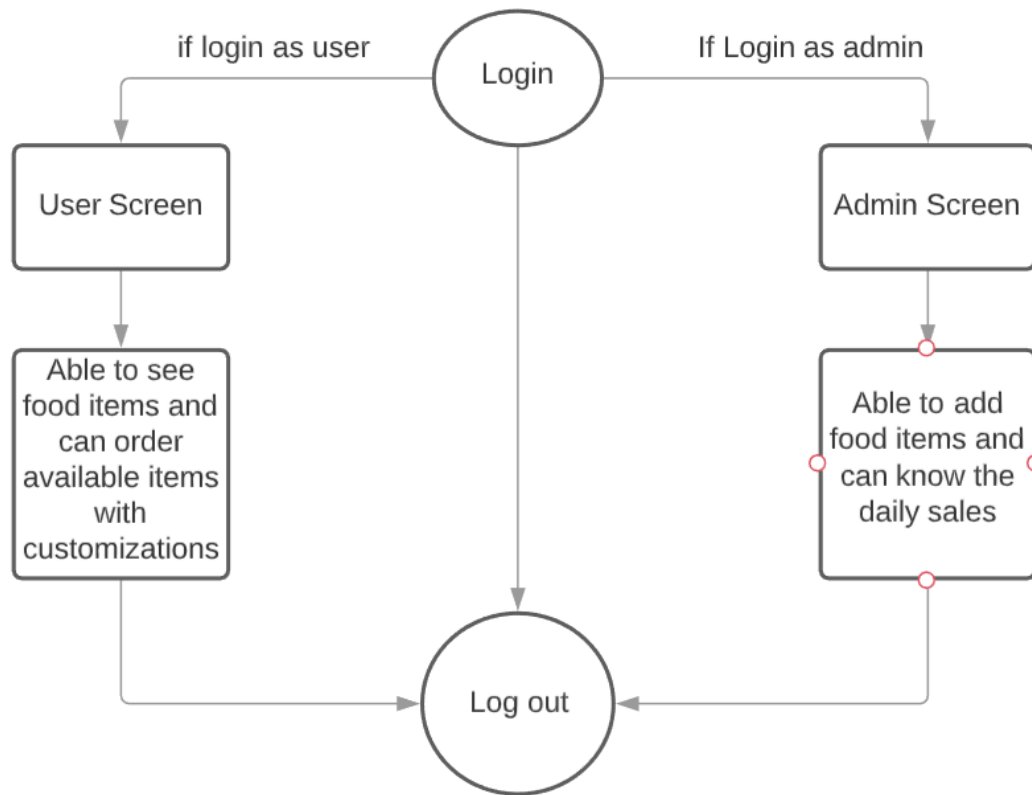 if login as user
Login
If Login as admin
User Screen
Admin Screen
Able to see
food items and
can order
available items
with
customizations
Able to add
food items and
can know the
daily sales
Log out